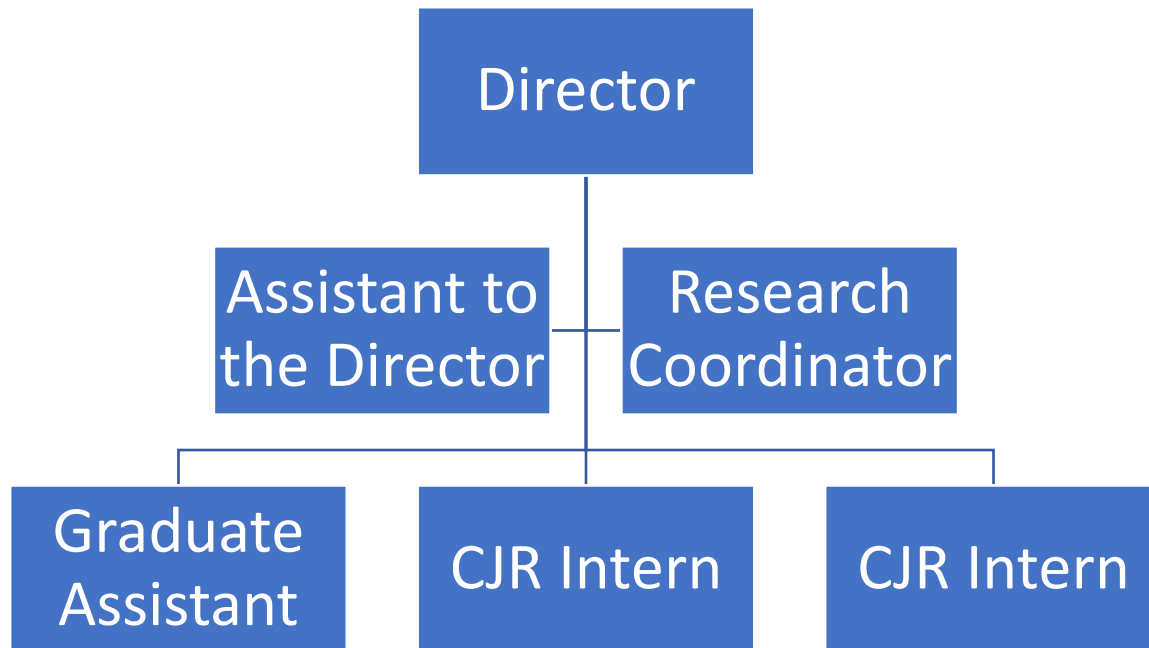 Director
Assistant to
the Director
Research
Coordinator
Graduate
Assistant
CJR Intern
CJR Intern